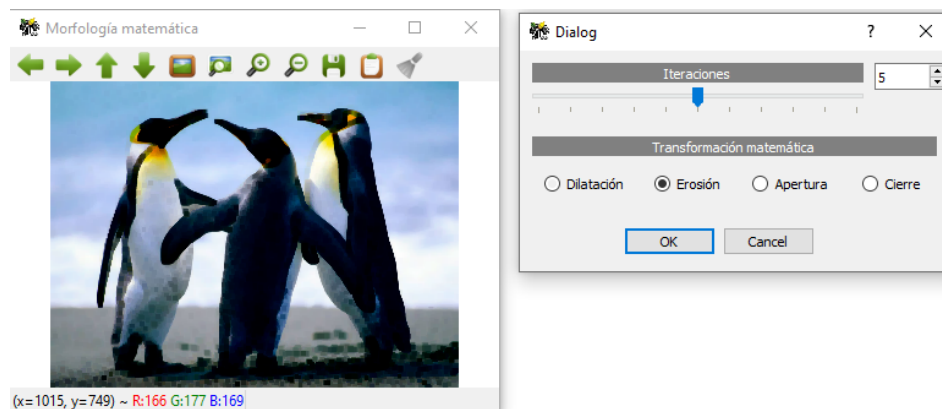 Morfología matemática
(x=1015, y=749) ~ R:166 G:177 B:169
Dialog
?
Iteraciones
5
Transformación matemática
Dilatación
Erosión
Apertura
Cierre
OK
Cancel